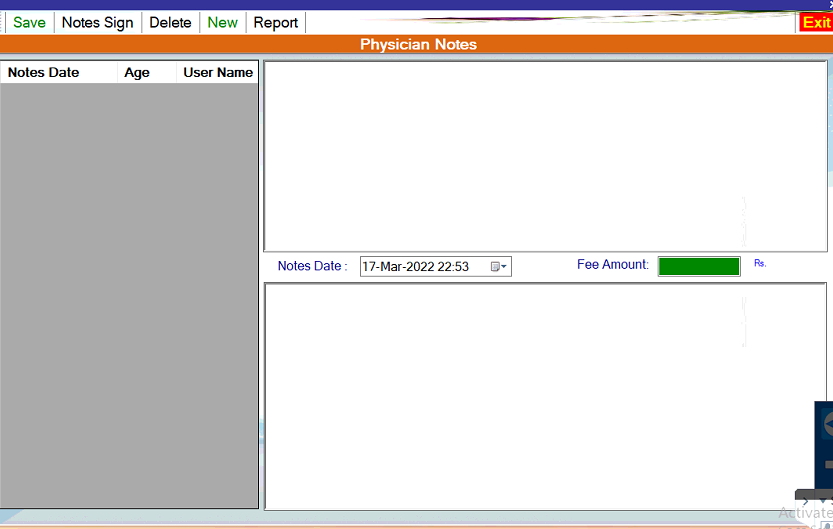 Save Notes Sign Delete New Report Exit
Physician Notes
Notes Date Age User Name
Notes Date : 17-Mar-2022 22:53 Fee Amount: Rs.
Activate